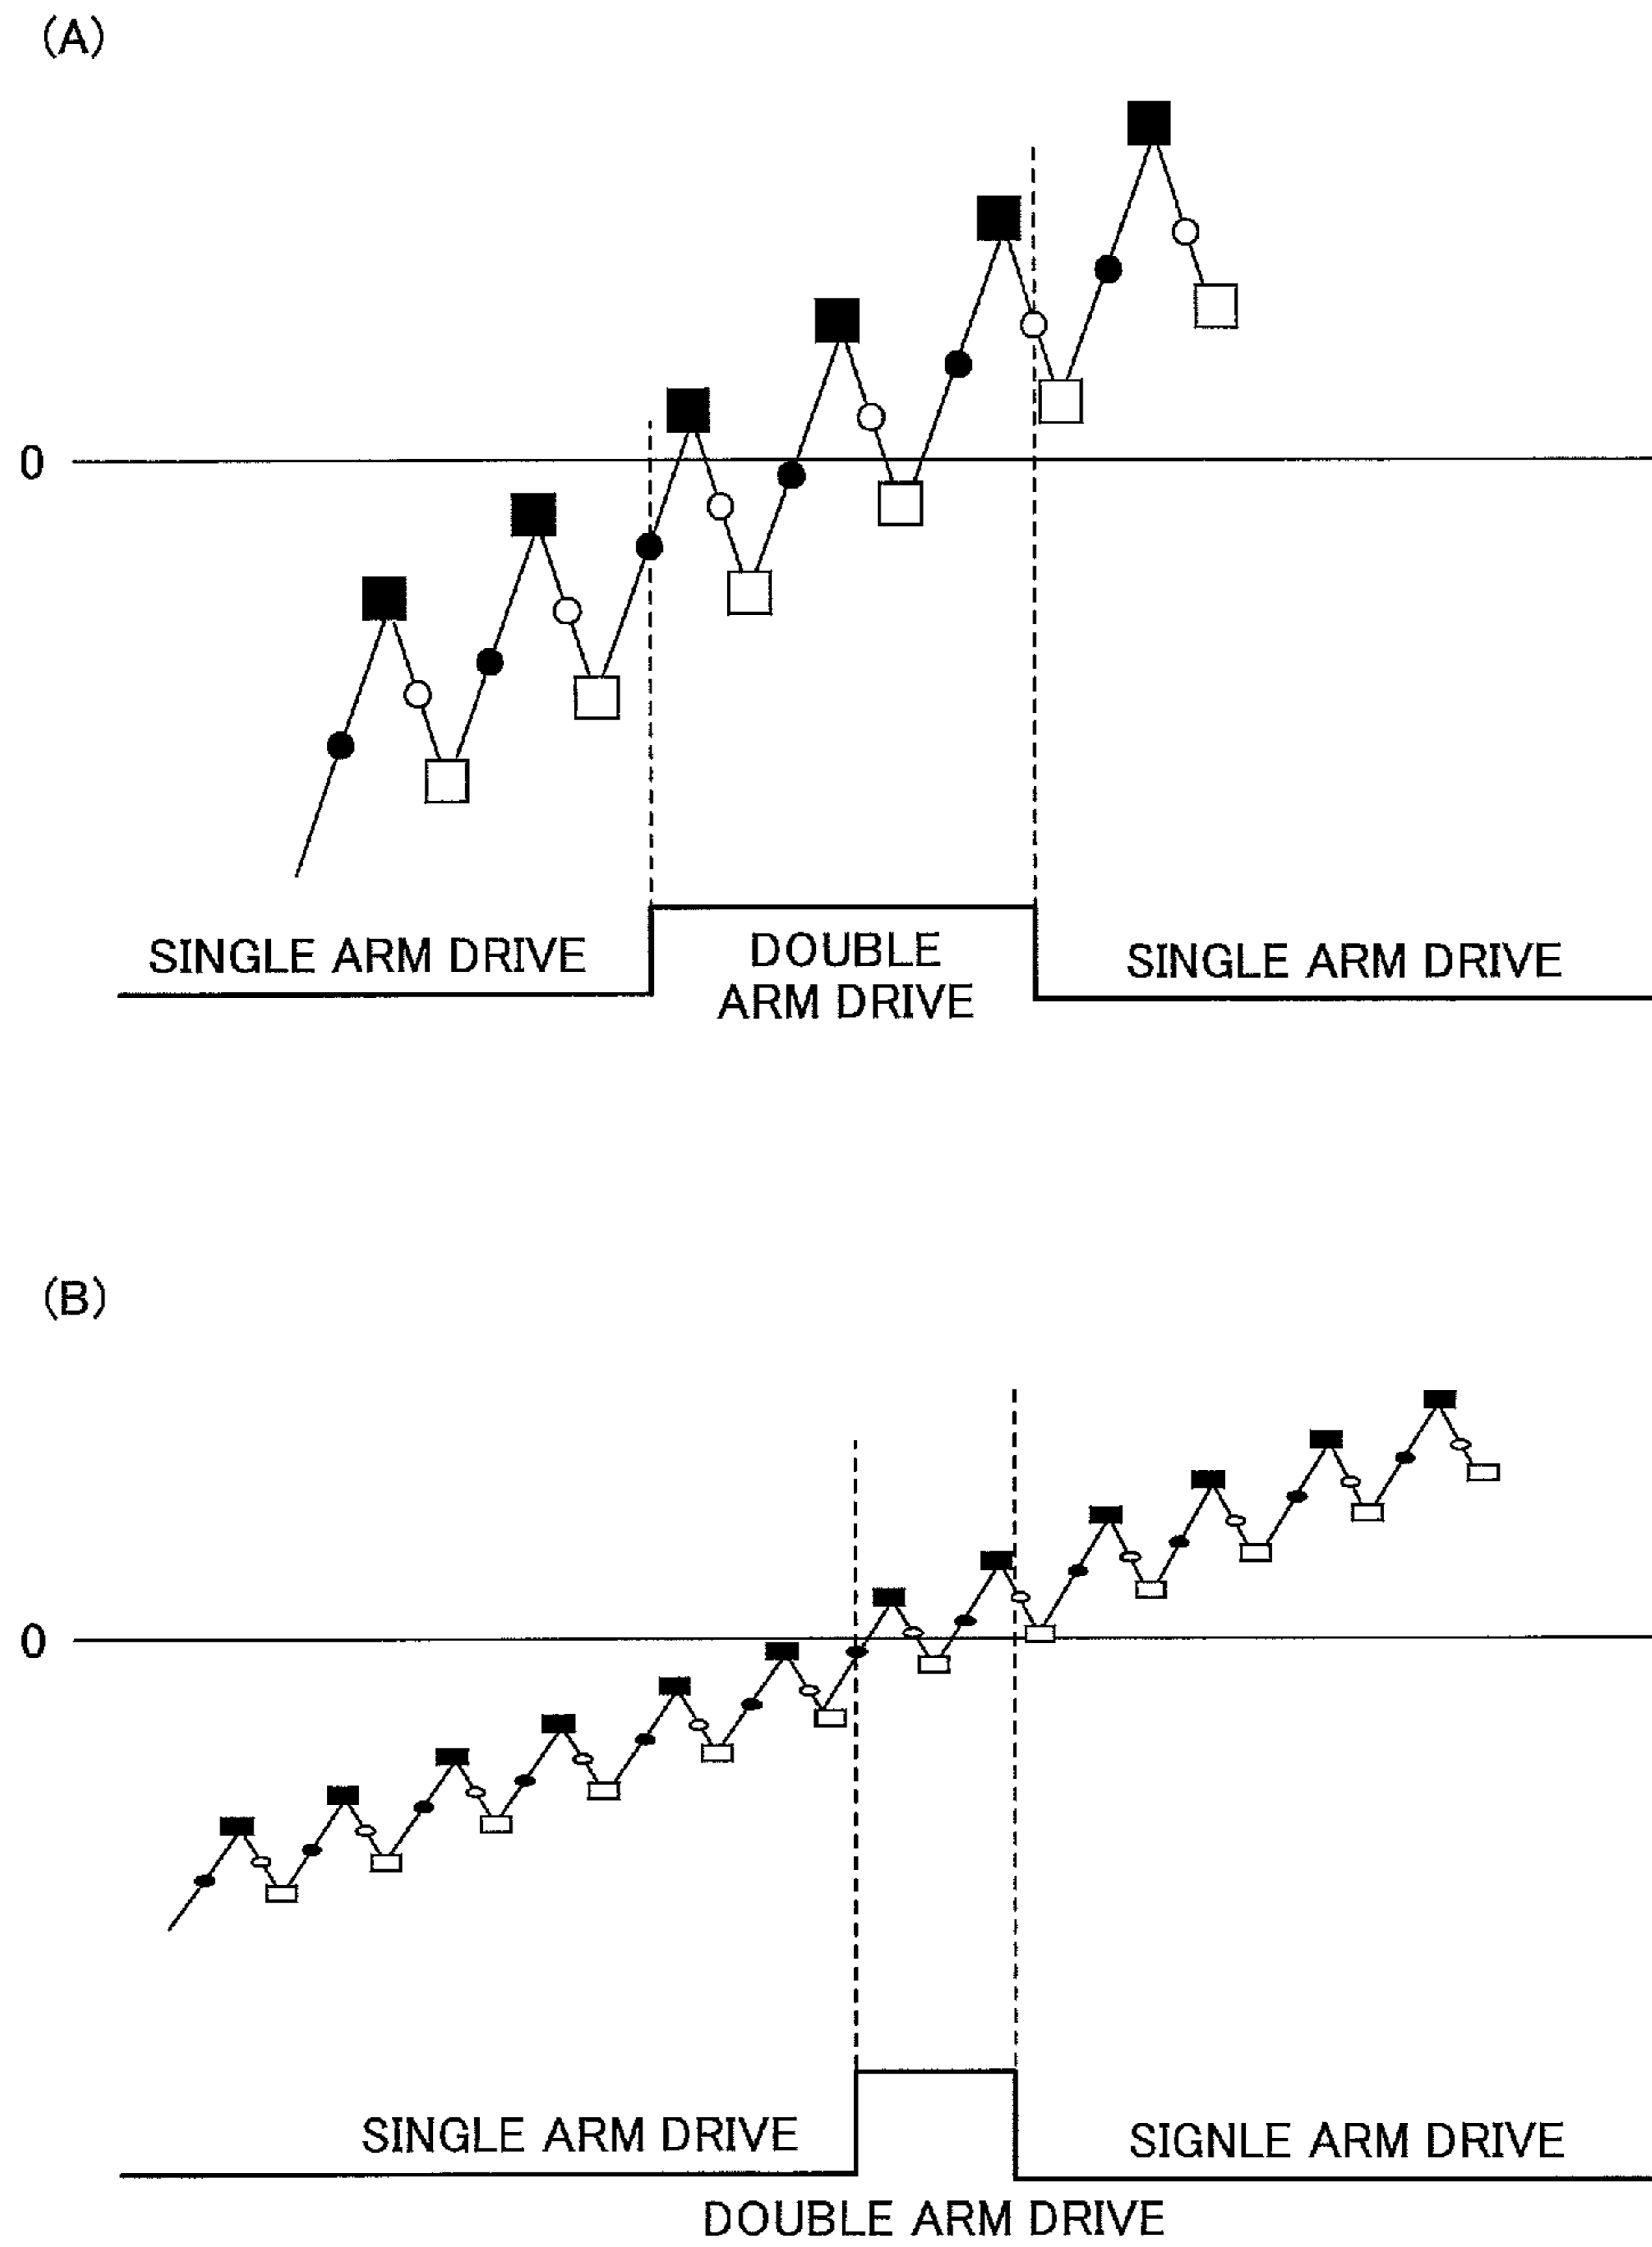 (A)
0
SINGLE ARM DRIVE
DOUBLE
ARM DRIVE
SINGLE ARM DRIVE
(B)
0
SINGLE ARM DRIVE
SIGNLE ARM DRIVE
DOUBLE ARM DRIVE